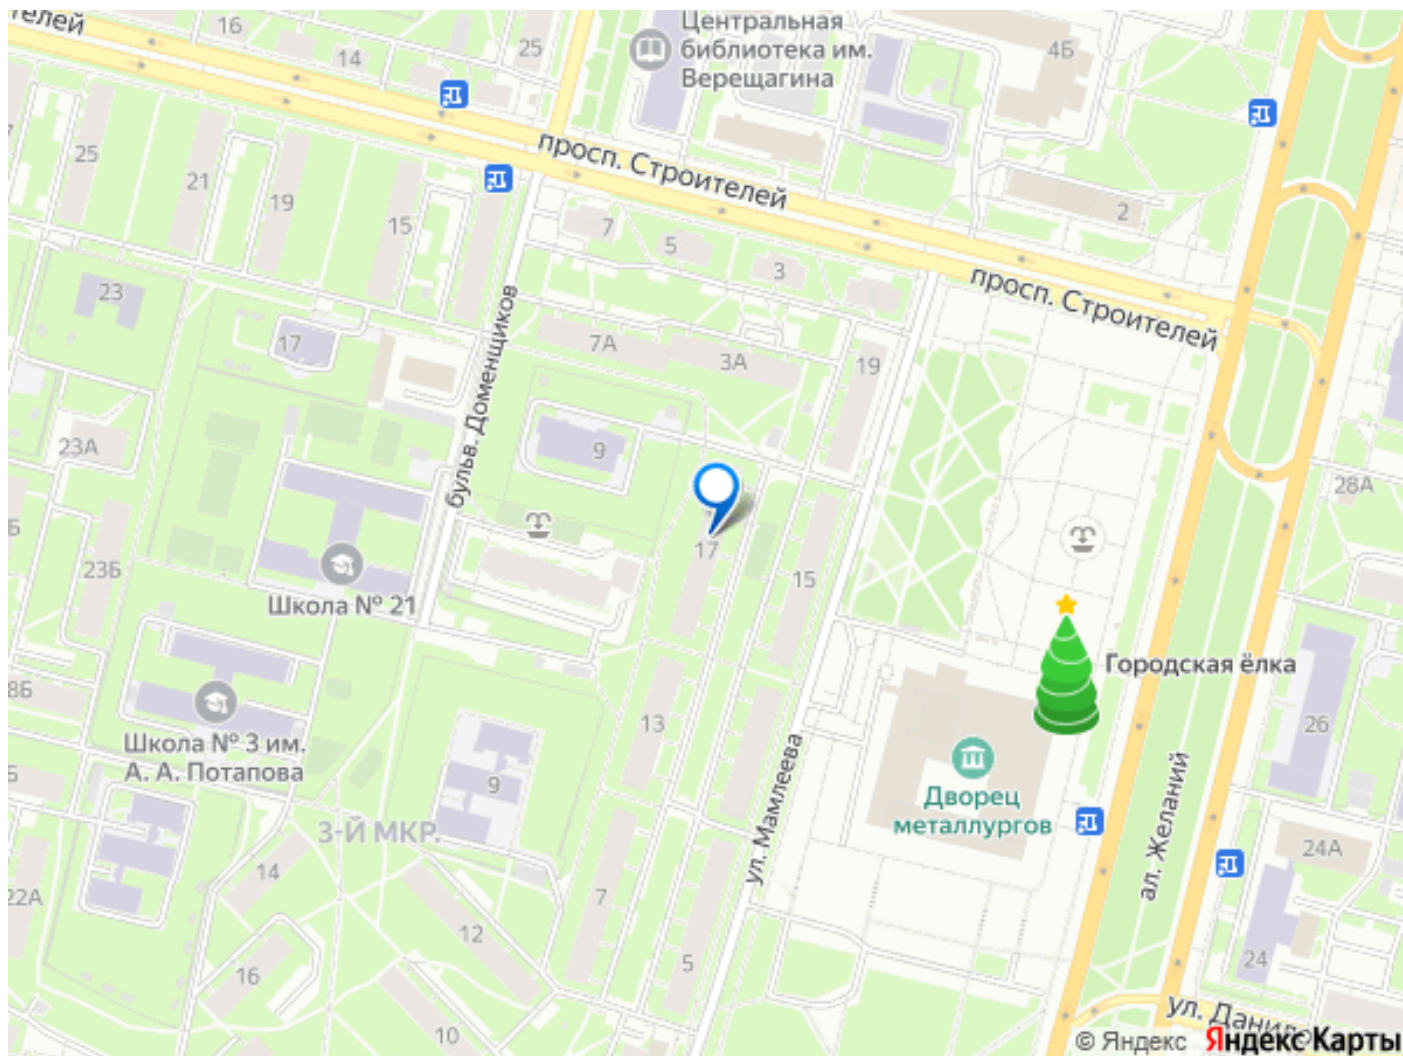 телей
16
14
25
Центральная
библиотека им.
Верещагина
4Б
25
21
19
15
просп. Строителей
2
7
5
3
просп. Строителей
23
17
7А
3А
19
бульв. Доменщиков
23А
9
28А
17
15
23Б
Школа № 21
Городская ёлка
8Б
13
26
Школа № 3 им.
А. А. Потапова
9
ул. Мамлеева
Дворец
металлургов
ал. Желаний
3-Й МКР.
24А
14
22А
7
12
16
5
24
10
ул. Данило
© Яндекс Яндекс Карты